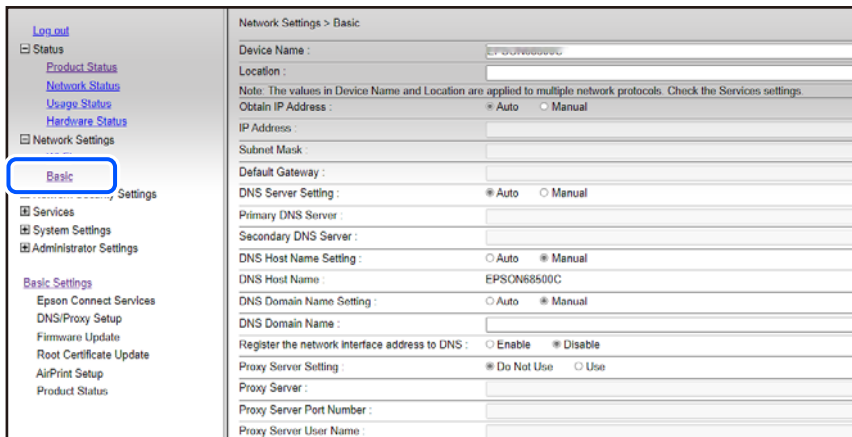 Log out
Status
Product Status
Network Status
Usage Status
Hardware Status
Network Settings
Basic
Settings
Services
System Settings
Administrator Settings
Basic Settings
Epson Connect Services
DNS/Proxy Setup
Firmware Update
Root Certificate Update
AirPrint Setup
Product Status
Network Settings > Basic
Device Name : EPSON68500C
Location :
Note: The values in Device Name and Location are applied to multiple network protocols. Check the Services settings.
Obtain IP Address : Auto Manual
IP Address :
Subnet Mask :
Default Gateway :
DNS Server Setting : Auto Manual
Primary DNS Server :
Secondary DNS Server :
DNS Host Name Setting : Auto Manual
DNS Host Name : EPSON68500C
DNS Domain Name Setting : Auto Manual
DNS Domain Name :
Register the network interface address to DNS : Enable Disable
Proxy Server Setting : Do Not Use Use
Proxy Server :
Proxy Server Port Number :
Proxy Server User Name :